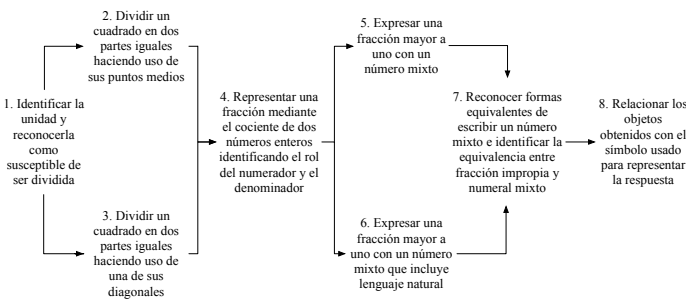 1. Identificar la
unidad y
reconocerla
como
susceptible de
ser dividida
2. Dividir un
cuadrado en dos
partes iguales
haciendo uso de
sus puntos medios
3. Dividir un
cuadrado en dos
partes iguales
haciendo uso de
una de sus
diagonales
4. Representar una
fracción mediante
el cociente de dos
números enteros
identificando el rol
del numerador y el
denominador
5. Expresar una
fracción mayor a
uno con un
número mixto
6. Expresar una
fracción mayor a
uno con un número
mixto que incluye
lenguaje natural
7. Reconocer formas
equivalentes de
escribir un número
mixto e identificar la
equivalencia entre
fracción impropia y
numeral mixto
8. Relacionar los
objetos
obtenidos con el
símbolo usado
para representar
la respuesta